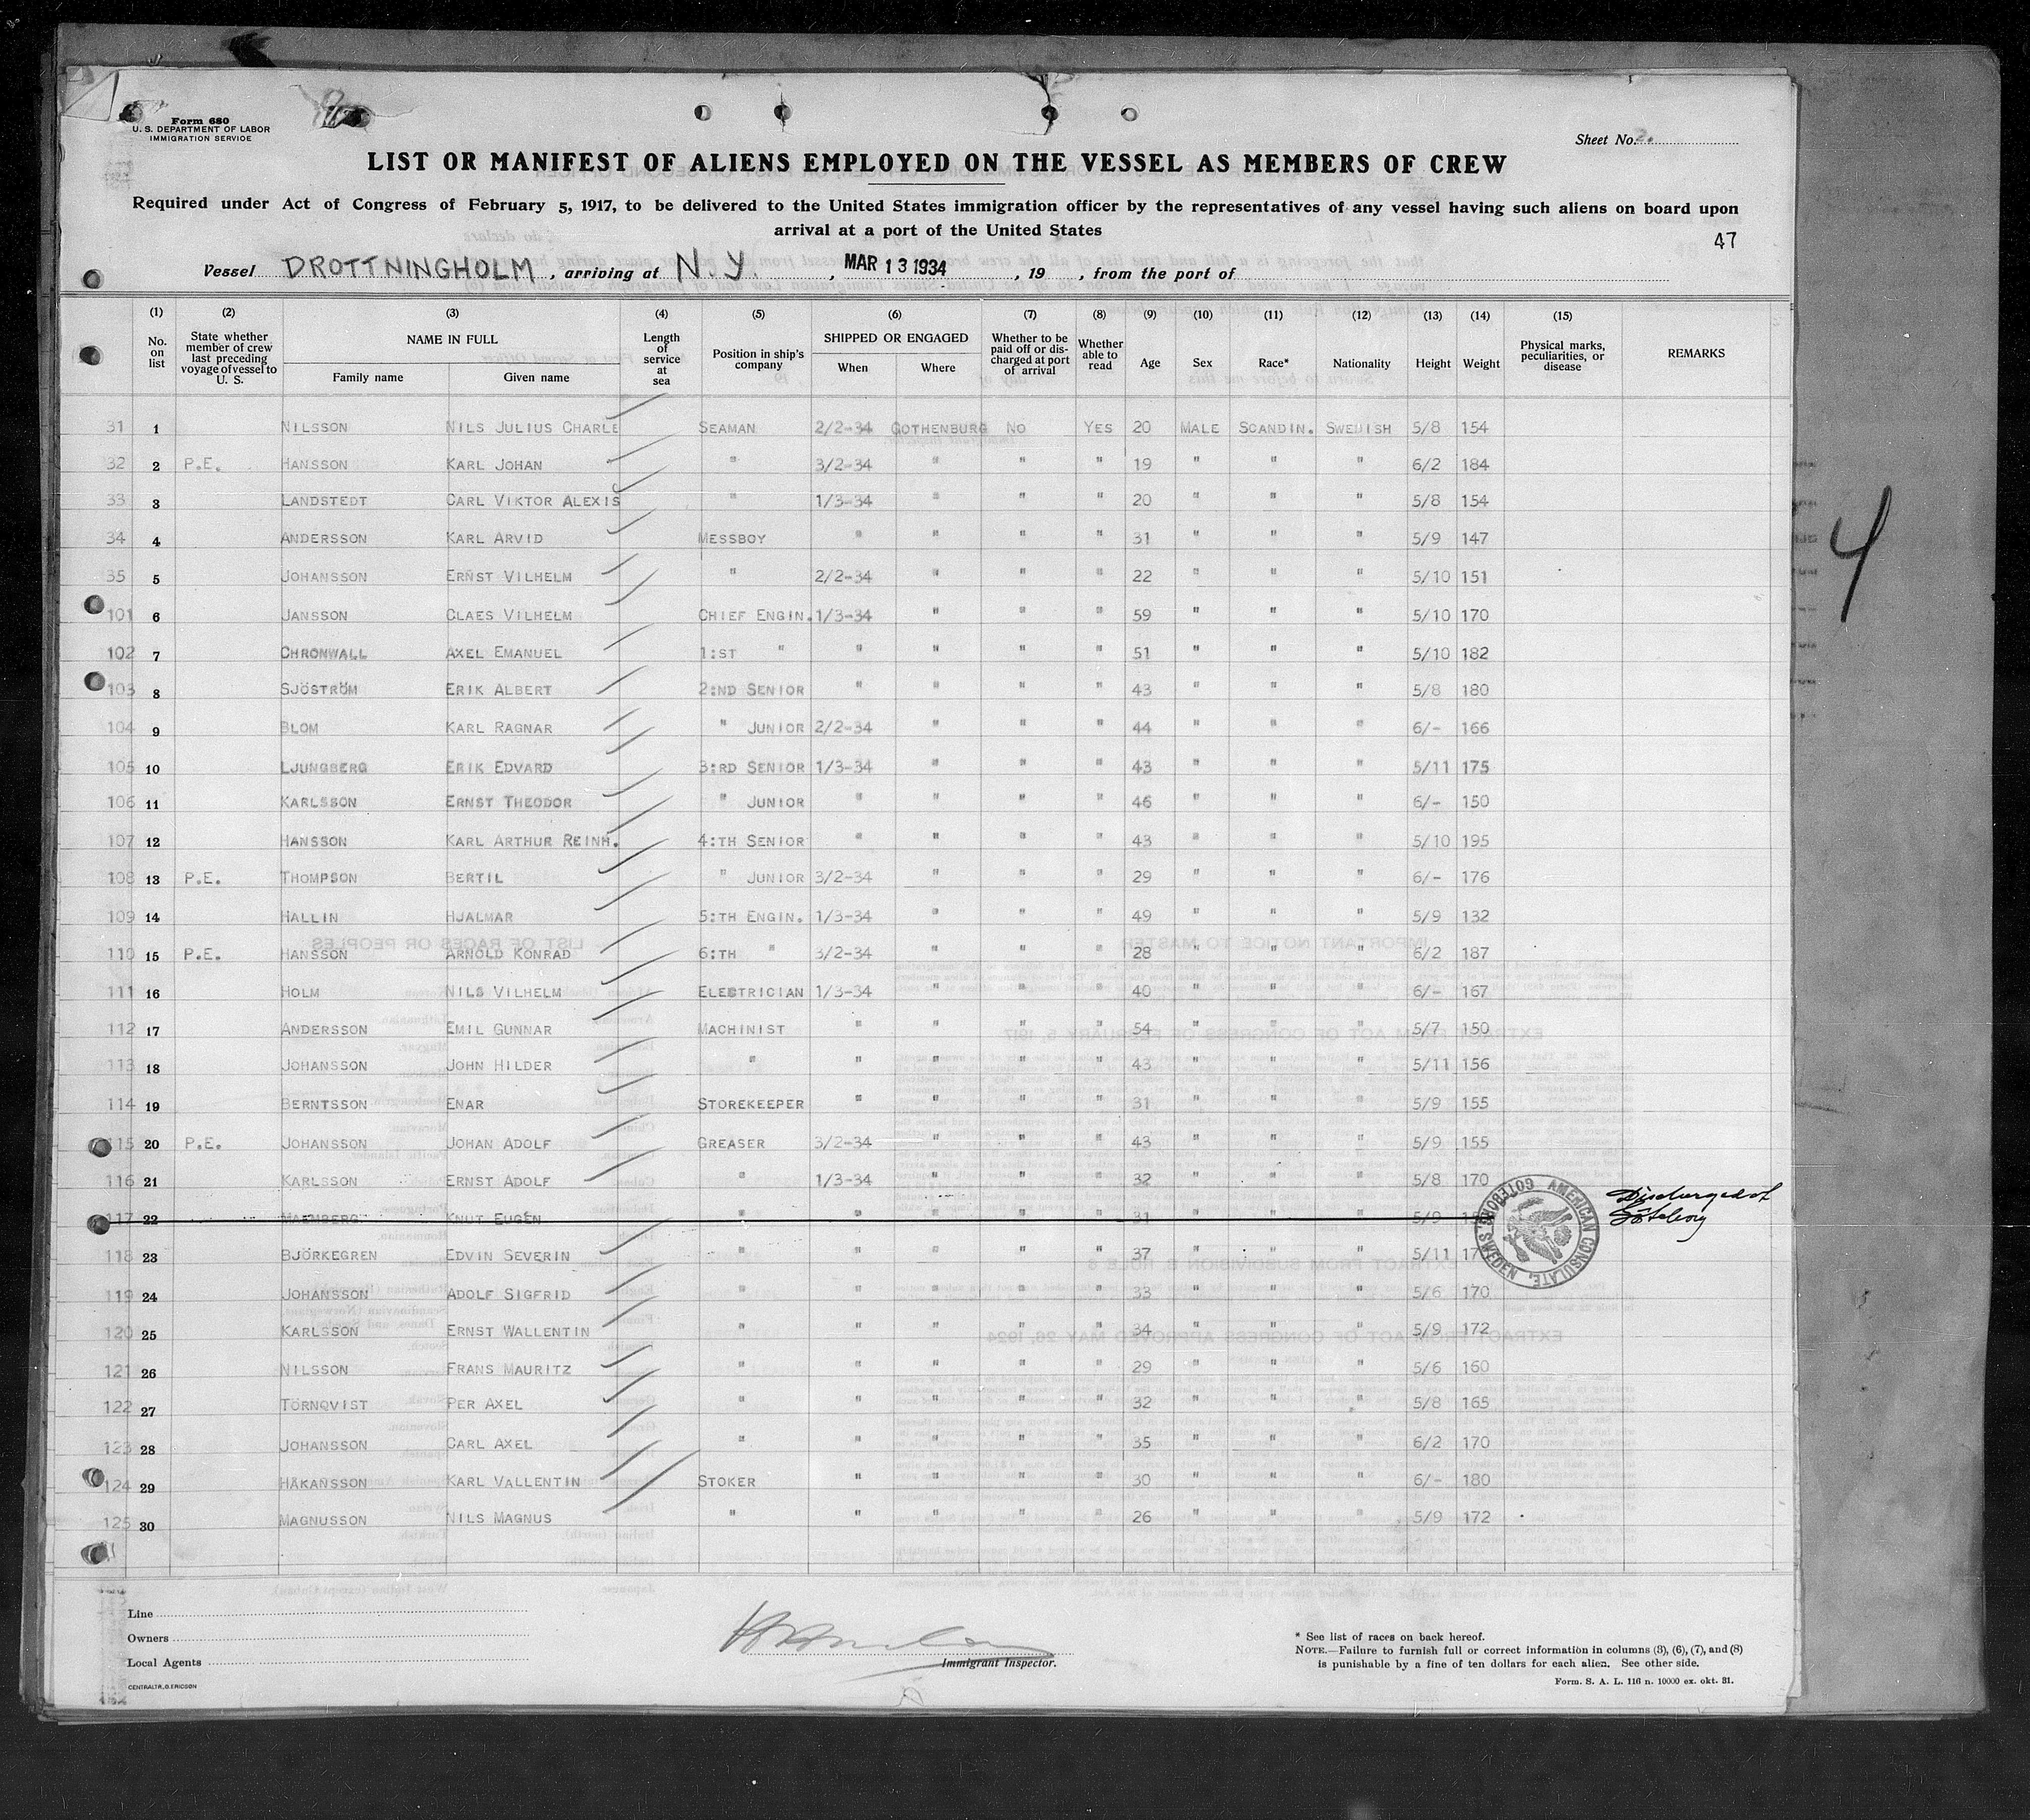 Form 680
U. S. DEPARTMENT OF LABOR
IMMIGRATION SERVICE
Sheet No. 2.
LIST OR MANIFEST OF ALIENS EMPLOYED ON THE VESSEL AS MEMBERS OF CREW
Required under Act of Congress of February 5, 1917, to be delivered to the United States immigration officer by the representatives of any vessel having such aliens on board upon
arrival at a port of the United States
47
Vessel DROTTNINGHOLM, arriving at N.Y., MAR 13 1934, 19 , from the port of
(1) (2) (3) (4) (5) (6) (7) (8) (9) (10) (11) (12) (13) (14) (15)
No. on list State whether member of crew last preceding voyage of vessel to U. S. NAME IN FULL Family name Given name Length of service at sea Position in ship's company SHIPPED OR ENGAGED When Where Whether to be paid off or discharged at port of arrival Whether able to read Age Sex Race* Nationality Height Weight Physical marks, peculiarities, or disease REMARKS
31 1 NILSSON NILS JULIUS CHARLE SEAMAN 2/2-34 GOTHENBURG NO YES 20 MALE SCANDIN. SWEDISH 5/8 154
32 2 P.E. HANSSON KARL JOHAN " 3/2-34 " " " 19 " " " 6/2 184
33 3 LANDSTEDT CARL VIKTOR ALEXIS " 1/3-34 " " " 20 " " " 5/8 154
34 4 ANDERSSON KARL ARVID MESSBOY " " " " 31 " " " 5/9 147
35 5 JOHANSSON ERNST VILHELM " 2/2-34 " " " 22 " " " 5/10 151
101 6 JANSSON CLAES VILHELM CHIEF ENGIN. 1/3-34 " " " 59 " " " 5/10 170
102 7 CHRONWALL AXEL EMANUEL 1:ST " " " " " 51 " " " 5/10 182
103 8 SJÖSTRÖM ERIK ALBERT 2:ND SENIOR " " " " 43 " " " 5/8 180
104 9 BLOM KARL RAGNAR " JUNIOR 2/2-34 " " " 44 " " " 6/- 166
105 10 LJUNGBERG ERIK EDVARD 3:RD SENIOR 1/3-34 " " " 43 " " " 5/11 175
106 11 KARLSSON ERNST THEODOR " JUNIOR " " " " 46 " " " 6/- 150
107 12 HANSSON KARL ARTHUR REINH. 4:TH SENIOR " " " " 43 " " " 5/10 195
108 13 P.E. THOMPSON BERTIL " JUNIOR 3/2-34 " " " 29 " " " 6/- 176
109 14 HALLIN HJALMAR 5:TH ENGIN. 1/3-34 " " " 49 " " " 5/9 132
110 15 P.E. HANSSON ARNOLD KONRAD 6:TH " 3/2-34 " " " 28 " " " 6/2 187
111 16 HOLM NILS VILHELM ELECTRICIAN 1/3-34 " " " 40 " " " 6/- 167
112 17 ANDERSSON EMIL GUNNAR MACHINIST " " " " 54 " " " 5/7 150
113 18 JOHANSSON JOHN HILDER " " " " " 43 " " " 5/11 156
114 19 BERNTSSON ENAR STOREKEEPER " " " " 31 " " " 5/9 155
115 20 P.E. JOHANSSON JOHAN ADOLF GREASER 3/2-34 " " " 43 " " " 5/9 155
116 21 KARLSSON ERNST ADOLF " 1/3-34 " " " 32 " " " 5/8 170
117 22 MALMBERG KNUT EUGEN " " " " " 31 " " " 5/9 Discharged at Göteborg
AMERICAN CONSULATE, GOTEBORG, SWEDEN
118 23 BJÖRKEGREN EDVIN SEVERIN " " " " " 37 " " " 5/11
119 24 JOHANSSON ADOLF SIGFRID " " " " " 33 " " " 5/6 170
120 25 KARLSSON ERNST WALLENTIN " " " " " 34 " " " 5/9 172
121 26 NILSSON FRANS MAURITZ " " " " " 29 " " " 5/6 160
122 27 TÖRNQVIST PER AXEL " " " " " 32 " " " 5/8 165
123 28 JOHANSSON CARL AXEL " " " " " 35 " " " 6/2 170
124 29 HÅKANSSON KARL VALLENTIN STOKER " " " " 30 " " " 6/- 180
125 30 MAGNUSSON NILS MAGNUS " " " " " 26 " " " 5/9 172
4
Line
Owners
Local Agents
Immigrant Inspector.
CENTRALTR., G. ERICSON
* See list of races on back hereof.
NOTE.—Failure to furnish full or correct information in columns (3), (6), (7), and (8)
is punishable by a fine of ten dollars for each alien. See other side.
Form. S. A. L. 116 n. 10000 ex. okt. 31.